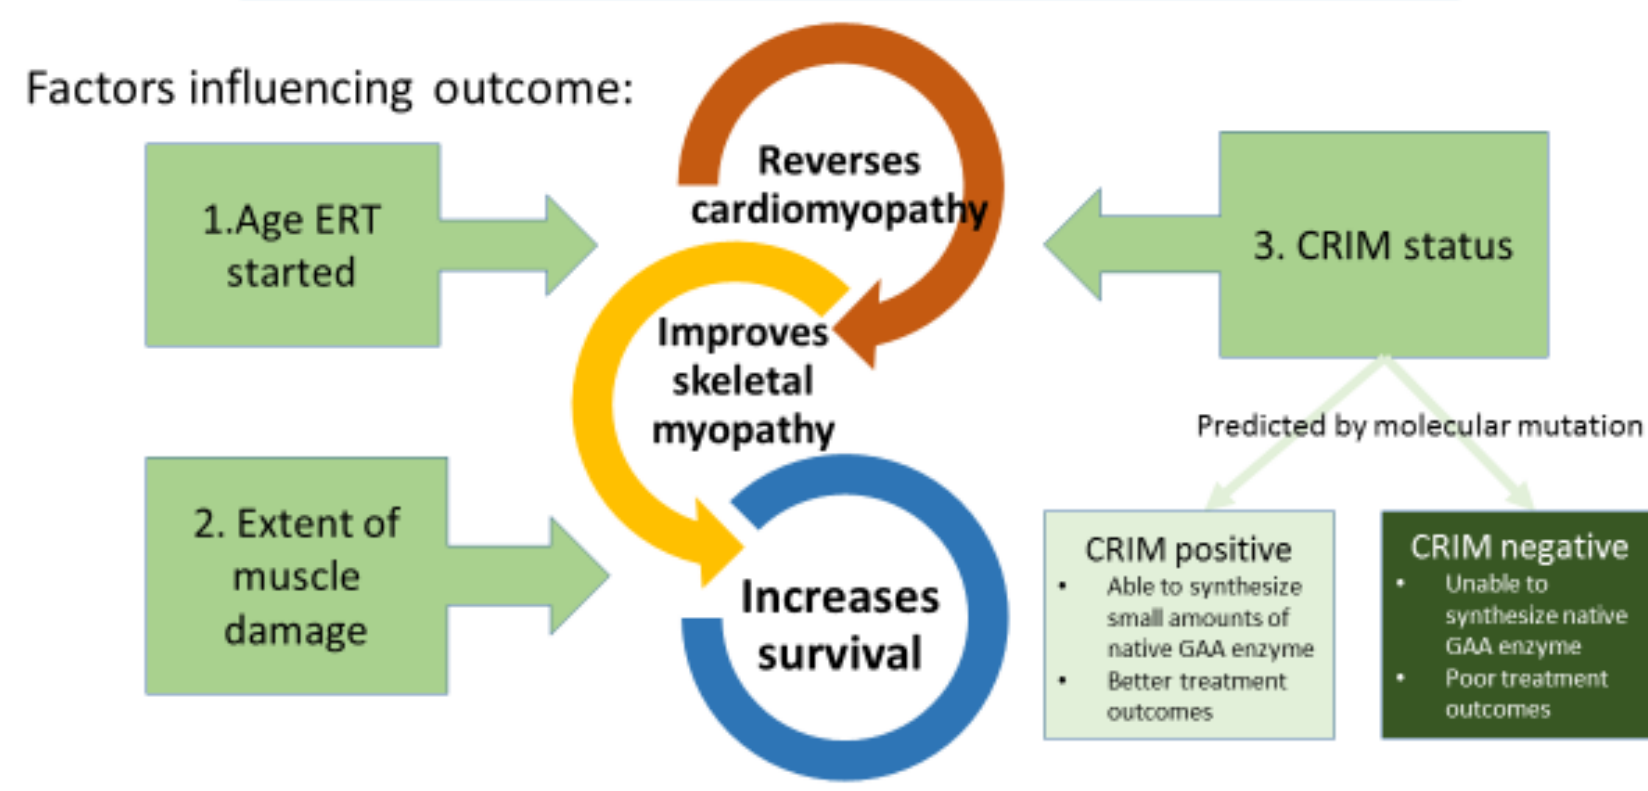 Factors influencing outcome:
1.Age ERT
started
2. Extent of
muscle
damage
Reverses
cardiomyopathy
Improves
skeletal
myopathy
Increases
survival
3. CRIM status
Predicted by molecular mutation
CRIM positive
• Able to synthesize
small amounts of
native GAA enzyme
• Better treatment
outcomes
CRIM negative
• Unable to
synthesize native
GAA enzyme
• Poor treatment
outcomes